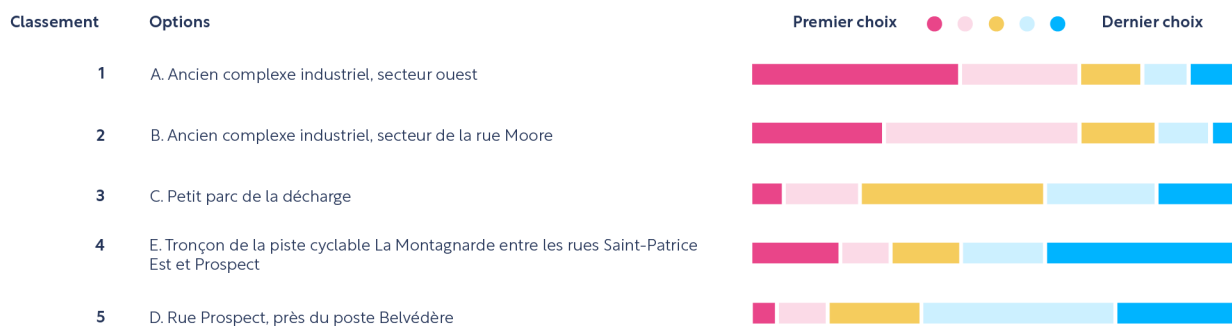 Classement Options Premier choix Dernier choix
1 A. Ancien complexe industriel, secteur ouest
2 B. Ancien complexe industriel, secteur de la rue Moore
3 C. Petit parc de la décharge
4 E. Tronçon de la piste cyclable La Montagnarde entre les rues Saint-Patrice
Est et Prospect
5 D. Rue Prospect, près du poste Belvédère